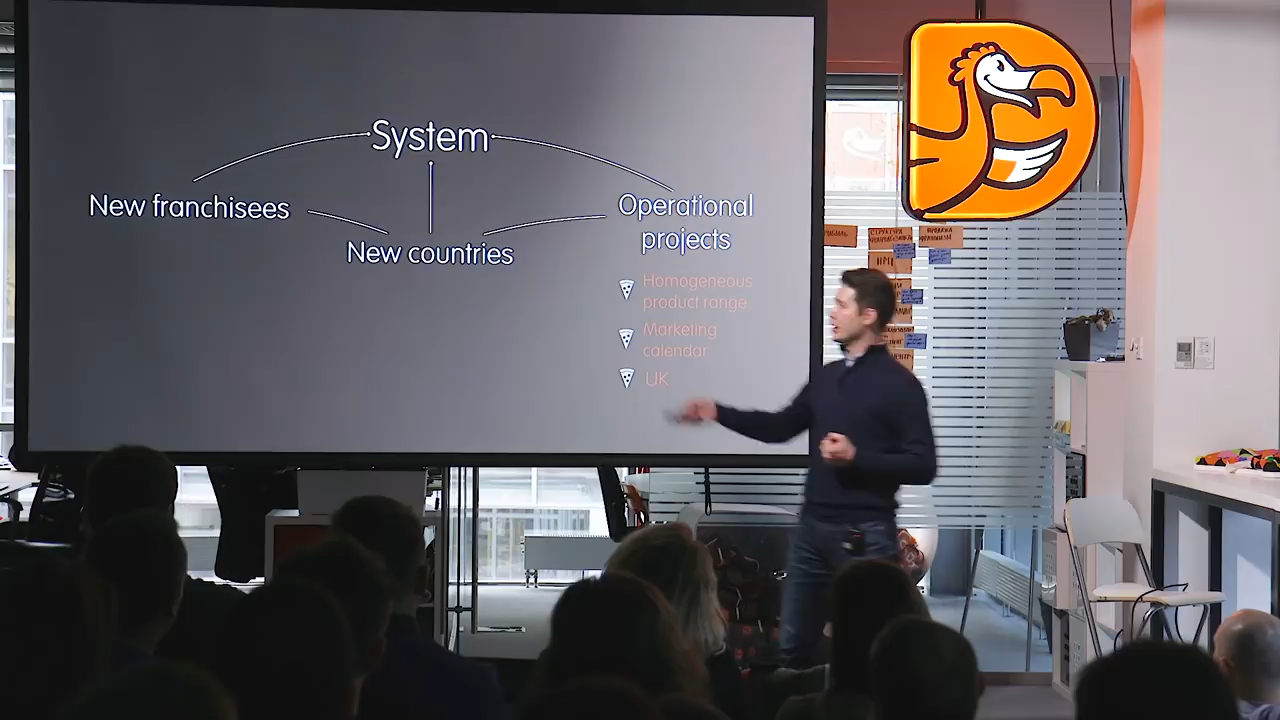 System
New franchisees
Operational
projects
New countries
Homogeneous
product range
Marketing
calendar
UK